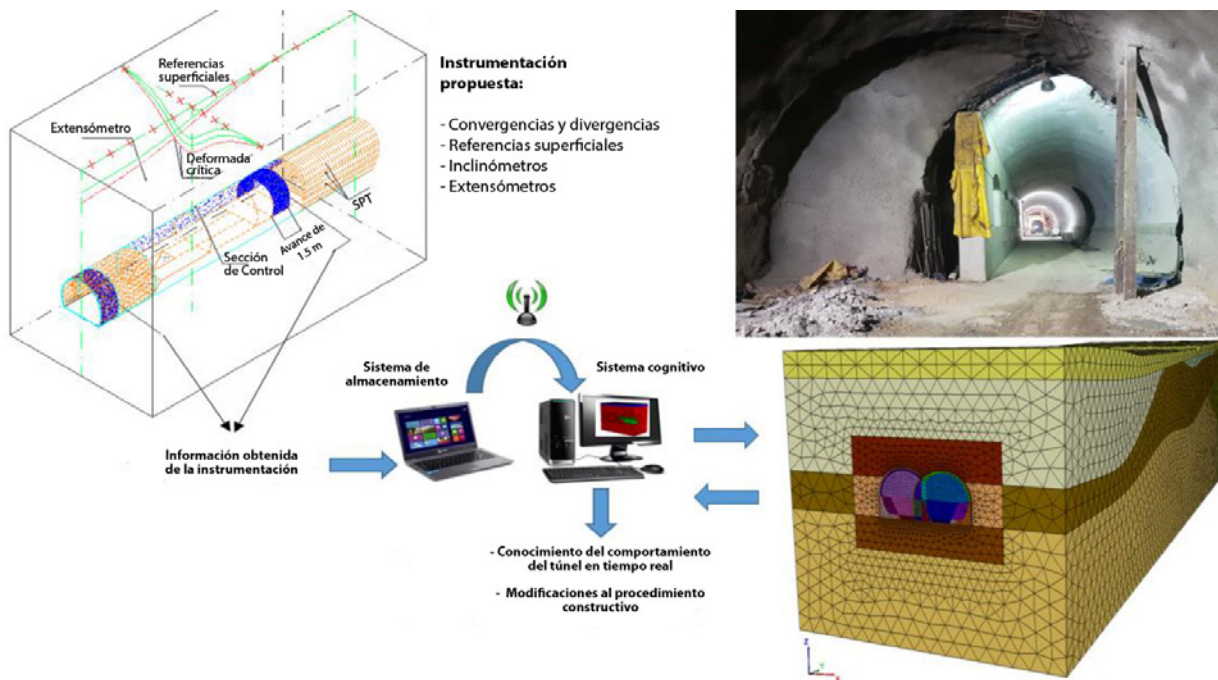 Referencias
superficiales
Extensómetro
Deformada
crítica
SPT
Avance de
1.5 m
Sección
de Control
Instrumentación
propuesta:
- Convergencias y divergencias
- Referencias superficiales
- Inclinómetros
- Extensómetros
Sistema de
almacenamiento
Sistema cognitivo
Información obtenida
de la instrumentación
- Conocimiento del comportamiento
del túnel en tiempo real
- Modificaciones al procedimiento
constructivo
Z
Y
X